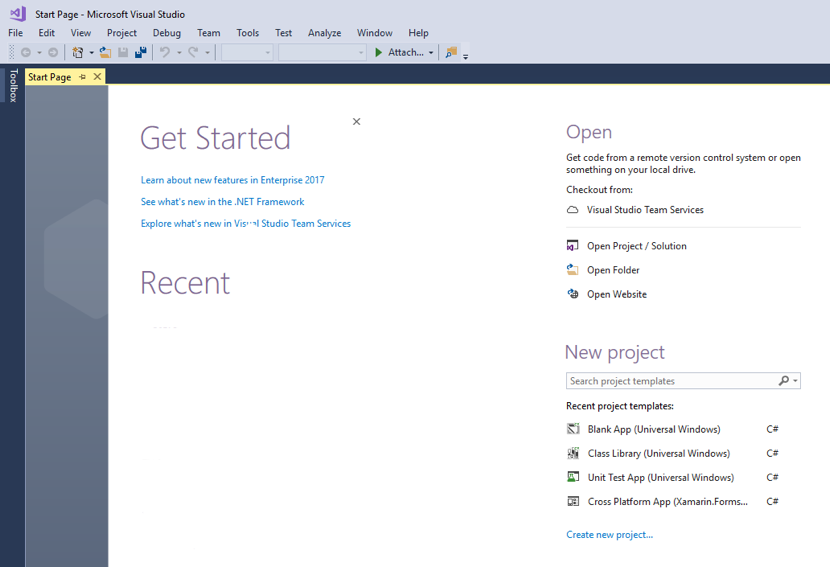 Start Page - Microsoft Visual Studio
File Edit View Project Debug Team Tools Test Analyze Window Help
Attach...
Toolbox
Start Page
Get Started
Learn about new features in Enterprise 2017
See what's new in the .NET Framework
Explore what's new in Visual Studio Team Services
Recent
Open
Get code from a remote version control system or open
something on your local drive.
Checkout from:
Visual Studio Team Services
Open Project / Solution
Open Folder
Open Website
New project
Search project templates
Recent project templates:
Blank App (Universal Windows) C#
Class Library (Universal Windows) C#
Unit Test App (Universal Windows) C#
Cross Platform App (Xamarin.Forms... C#
Create new project...